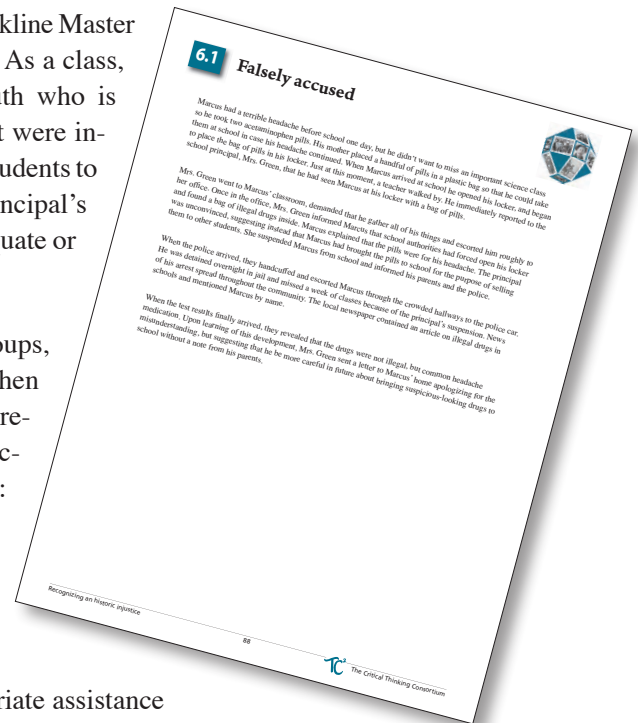 kline Master
As a class,
uth who is
t were in-
udents to
ncipal's
uate or
oups,
hen
re-
c-
:
riate assistance
6.1 Falsely accused
Marcus had a terrible headache before school one day, but he didn't want to miss an important science class
so he took two acetaminophen pills. His mother placed a handful of pills in a plastic bag so that he could take
them at school in case his headache continued. When Marcus arrived at school he opened his locker, and began
to place the bag of pills in his locker. Just at this moment, a teacher walked by. He immediately reported to the
school principal, Mrs. Green, that he had seen Marcus at his locker with a bag of pills.
Mrs. Green went to Marcus' classroom, demanded that he gather all of his things and escorted him roughly to
her office. Once in the office, Mrs. Green informed Marcus that school authorities had forced open his locker
and found a bag of illegal drugs inside. Marcus explained that the pills were for his headache. The principal
was unconvinced, suggesting instead that Marcus had brought the pills to school for the purpose of selling
them to other students. She suspended Marcus from school and informed his parents and the police.
When the police arrived, they handcuffed and escorted Marcus through the crowded hallways to the police car.
He was detained overnight in jail and missed a week of classes because of the principal's suspension. News
of his arrest spread throughout the community. The local newspaper contained an article on illegal drugs in
schools and mentioned Marcus by name.
When the test results finally arrived, they revealed that the drugs were not illegal, but common headache
medication. Upon learning of this development, Mrs. Green sent a letter to Marcus' home apologizing for the
misunderstanding, but suggesting that he be more careful in future about bringing suspicious-looking drugs to
school without a note from his parents.
Recognizing an historic injustice
88
TC² The Critical Thinking Consortium